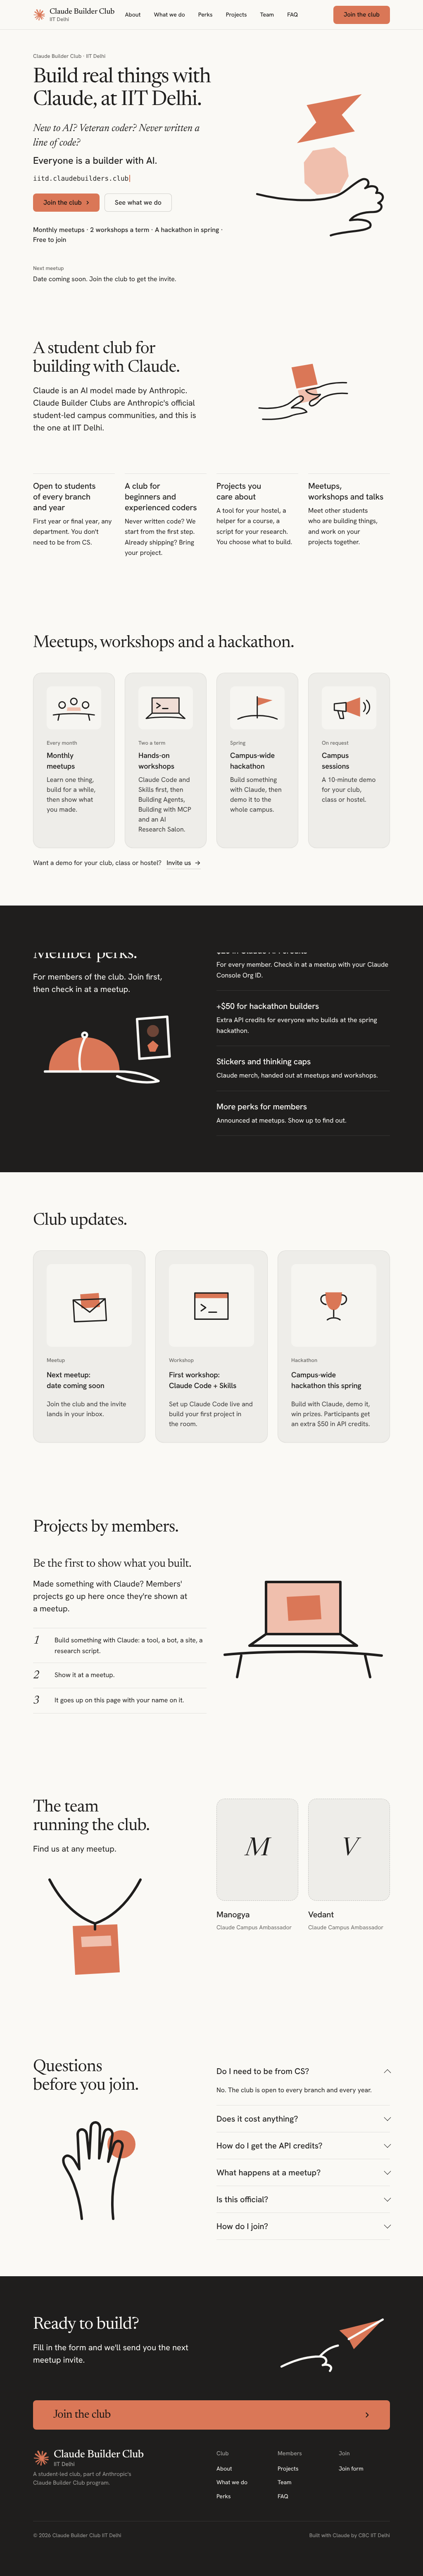 Claude Builder Club
IIT Delhi
About What we do Perks Projects Team FAQ
Join the club
Claude Builder Club · IIT Delhi
Build real things with
Claude, at IIT Delhi.
New to AI? Veteran coder? Never written a
line of code?
Everyone is a builder with AI.
iitd.claudebuilders.club
Join the club
See what we do
Monthly meetups · 2 workshops a term · A hackathon in spring ·
Free to join
Next meetup
Date coming soon. Join the club to get the invite.
A student club for
building with Claude.
Claude is an AI model made by Anthropic.
Claude Builder Clubs are Anthropic's official
student-led campus communities, and this is
the one at IIT Delhi.
Open to students
of every branch
and year
First year or final year, any
department. You don't
need to be from CS.
A club for
beginners and
experienced coders
Never written code? We
start from the first step.
Already shipping? Bring
your project.
Projects you
care about
A tool for your hostel, a
helper for a course, a
script for your research.
You choose what to build.
Meetups,
workshops and talks
Meet other students
who are building things,
and work on your
projects together.
Meetups, workshops and a hackathon.
Every month
Monthly
meetups
Learn one thing,
build for a while,
then show what
you made.
Two a term
Hands-on
workshops
Claude Code and
Skills first, then
Building Agents,
Building with MCP
and an AI
Research Salon.
Spring
Campus-wide
hackathon
Build something
with Claude, then
demo it to the
whole campus.
On request
Campus
sessions
A 10-minute demo
for your club,
class or hostel.
Want a demo for your club, class or hostel? Invite us →
Member perks.
For members of the club. Join first,
then check in at a meetup.
For every member. Check in at a meetup with your Claude
Console Org ID.
+$50 for hackathon builders
Extra API credits for everyone who builds at the spring
hackathon.
Stickers and thinking caps
Claude merch, handed out at meetups and workshops.
More perks for members
Announced at meetups. Show up to find out.
Club updates.
Meetup
Next meetup:
date coming soon
Join the club and the invite
lands in your inbox.
Workshop
First workshop:
Claude Code + Skills
Set up Claude Code live and
build your first project in
the room.
Hackathon
Campus-wide
hackathon this spring
Build with Claude, demo it,
win prizes. Participants get
an extra $50 in API credits.
Projects by members.
Be the first to show what you built.
Made something with Claude? Members'
projects go up here once they're shown at
a meetup.
1 Build something with Claude: a tool, a bot, a site, a
research script.
2 Show it at a meetup.
3 It goes up on this page with your name on it.
The team
running the club.
Find us at any meetup.
M
Manogya
Claude Campus Ambassador
V
Vedant
Claude Campus Ambassador
Questions
before you join.
Do I need to be from CS?
No. The club is open to every branch and every year.
Does it cost anything?
How do I get the API credits?
What happens at a meetup?
Is this official?
How do I join?
Ready to build?
Fill in the form and we'll send you the next
meetup invite.
Join the club
Claude Builder Club
IIT Delhi
A student-led club, part of Anthropic's
Claude Builder Club program.
Club
About
What we do
Perks
Members
Projects
Team
FAQ
Join
Join form
© 2026 Claude Builder Club IIT Delhi
Built with Claude by CBC IIT Delhi